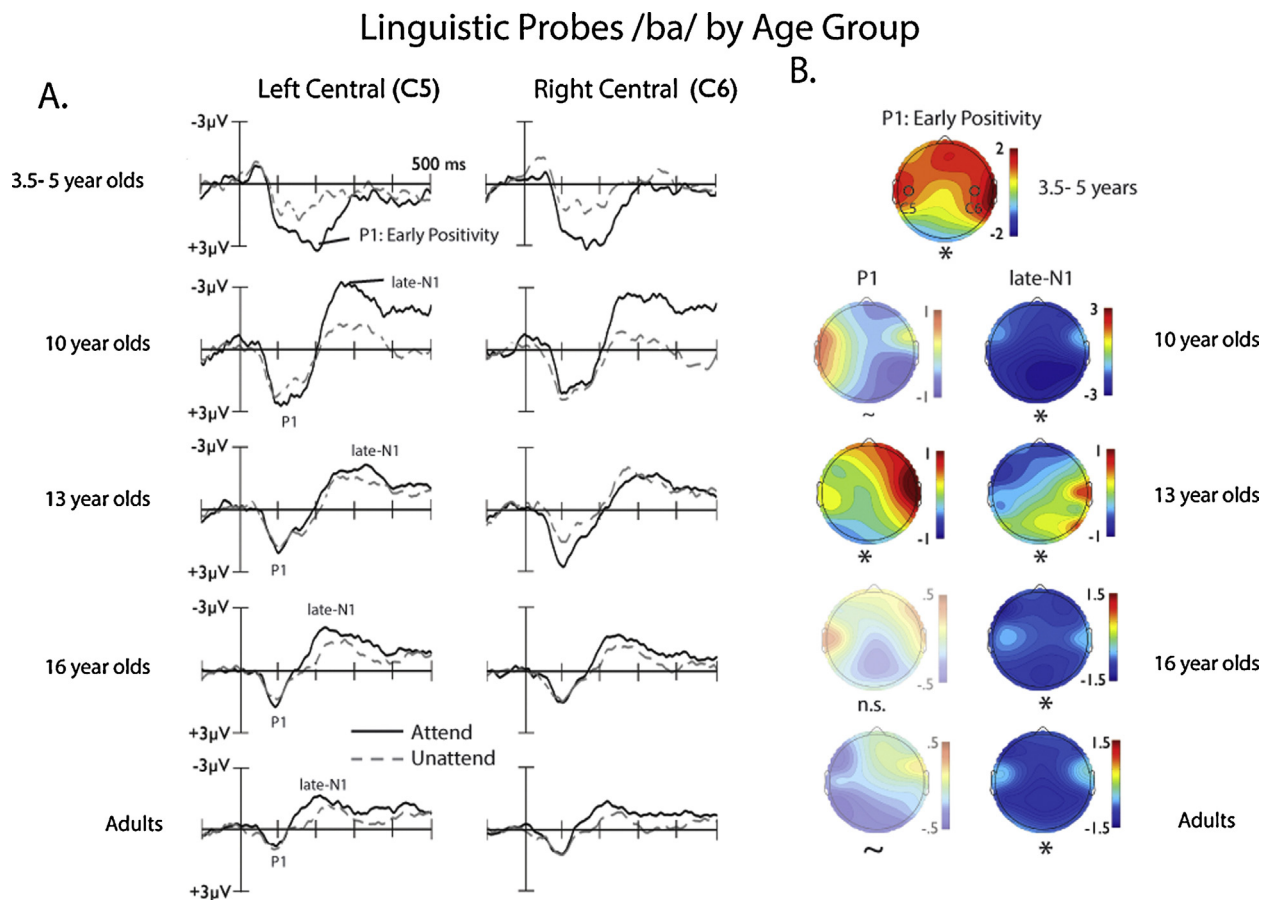 Linguistic Probes /ba/ by Age Group
A.
Left Central (C5)
Right Central (C6)
B.
-3µV
500 ms
3.5- 5 year olds
+3µV
P1: Early Positivity
-3µV
late-N1
10 year olds
+3µV
P1
-3µV
late-N1
13 year olds
+3µV
P1
-3µV
late-N1
16 year olds
+3µV
P1
Attend
Unattend
-3µV
late-N1
Adults
+3µV
P1
P1: Early Positivity
2
C5
C6
3.5- 5 years
-2
*
P1
late-N1
1
-1
~
3
-3
*
10 year olds
1
-1
*
1
-1
*
13 year olds
.5
-.5
n.s.
1.5
-1.5
*
16 year olds
.5
-.5
~
1.5
-1.5
*
Adults